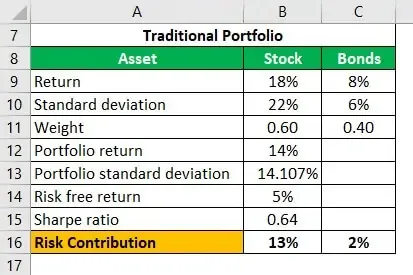 A B C
7 Traditional Portfolio
8 Asset Stock Bonds
9 Return 18% 8%
10 Standard deviation 22% 6%
11 Weight 0.60 0.40
12 Portfolio return 14%
13 Portfolio standard deviation 14.107%
14 Risk free return 5%
15 Sharpe ratio 0.64
16 Risk Contribution 13% 2%
17